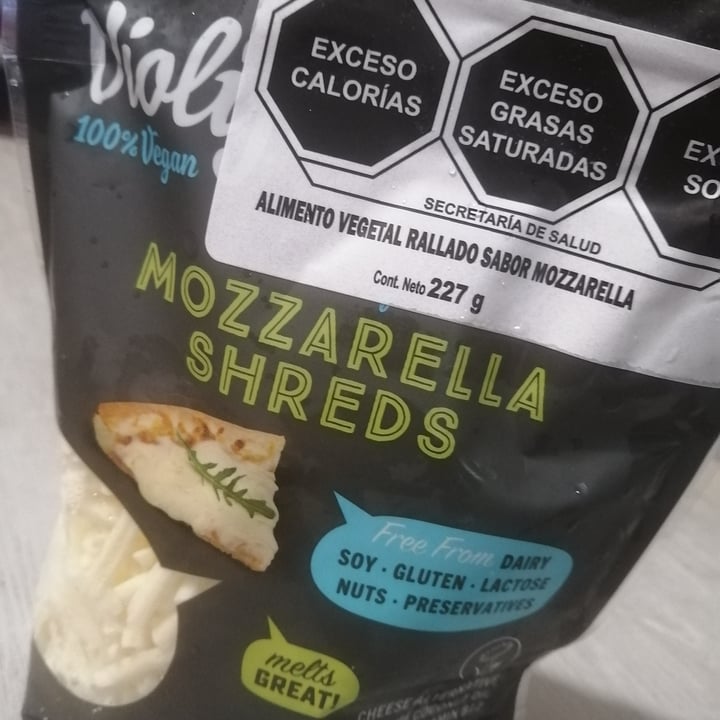 100% Vegan
EXCESO
CALORÍAS
EXCESO
GRASAS
SATURADAS
SECRETARÍA DE SALUD
ALIMENTO VEGETAL RALLADO SABOR MOZZARELLA
Cont. Neto 227 g
MOZZARELLA
SHREDS
Free From DAIRY
SOY · GLUTEN · LACTOSE
NUTS · PRESERVATIVES
melts
GREAT!
CHEESE